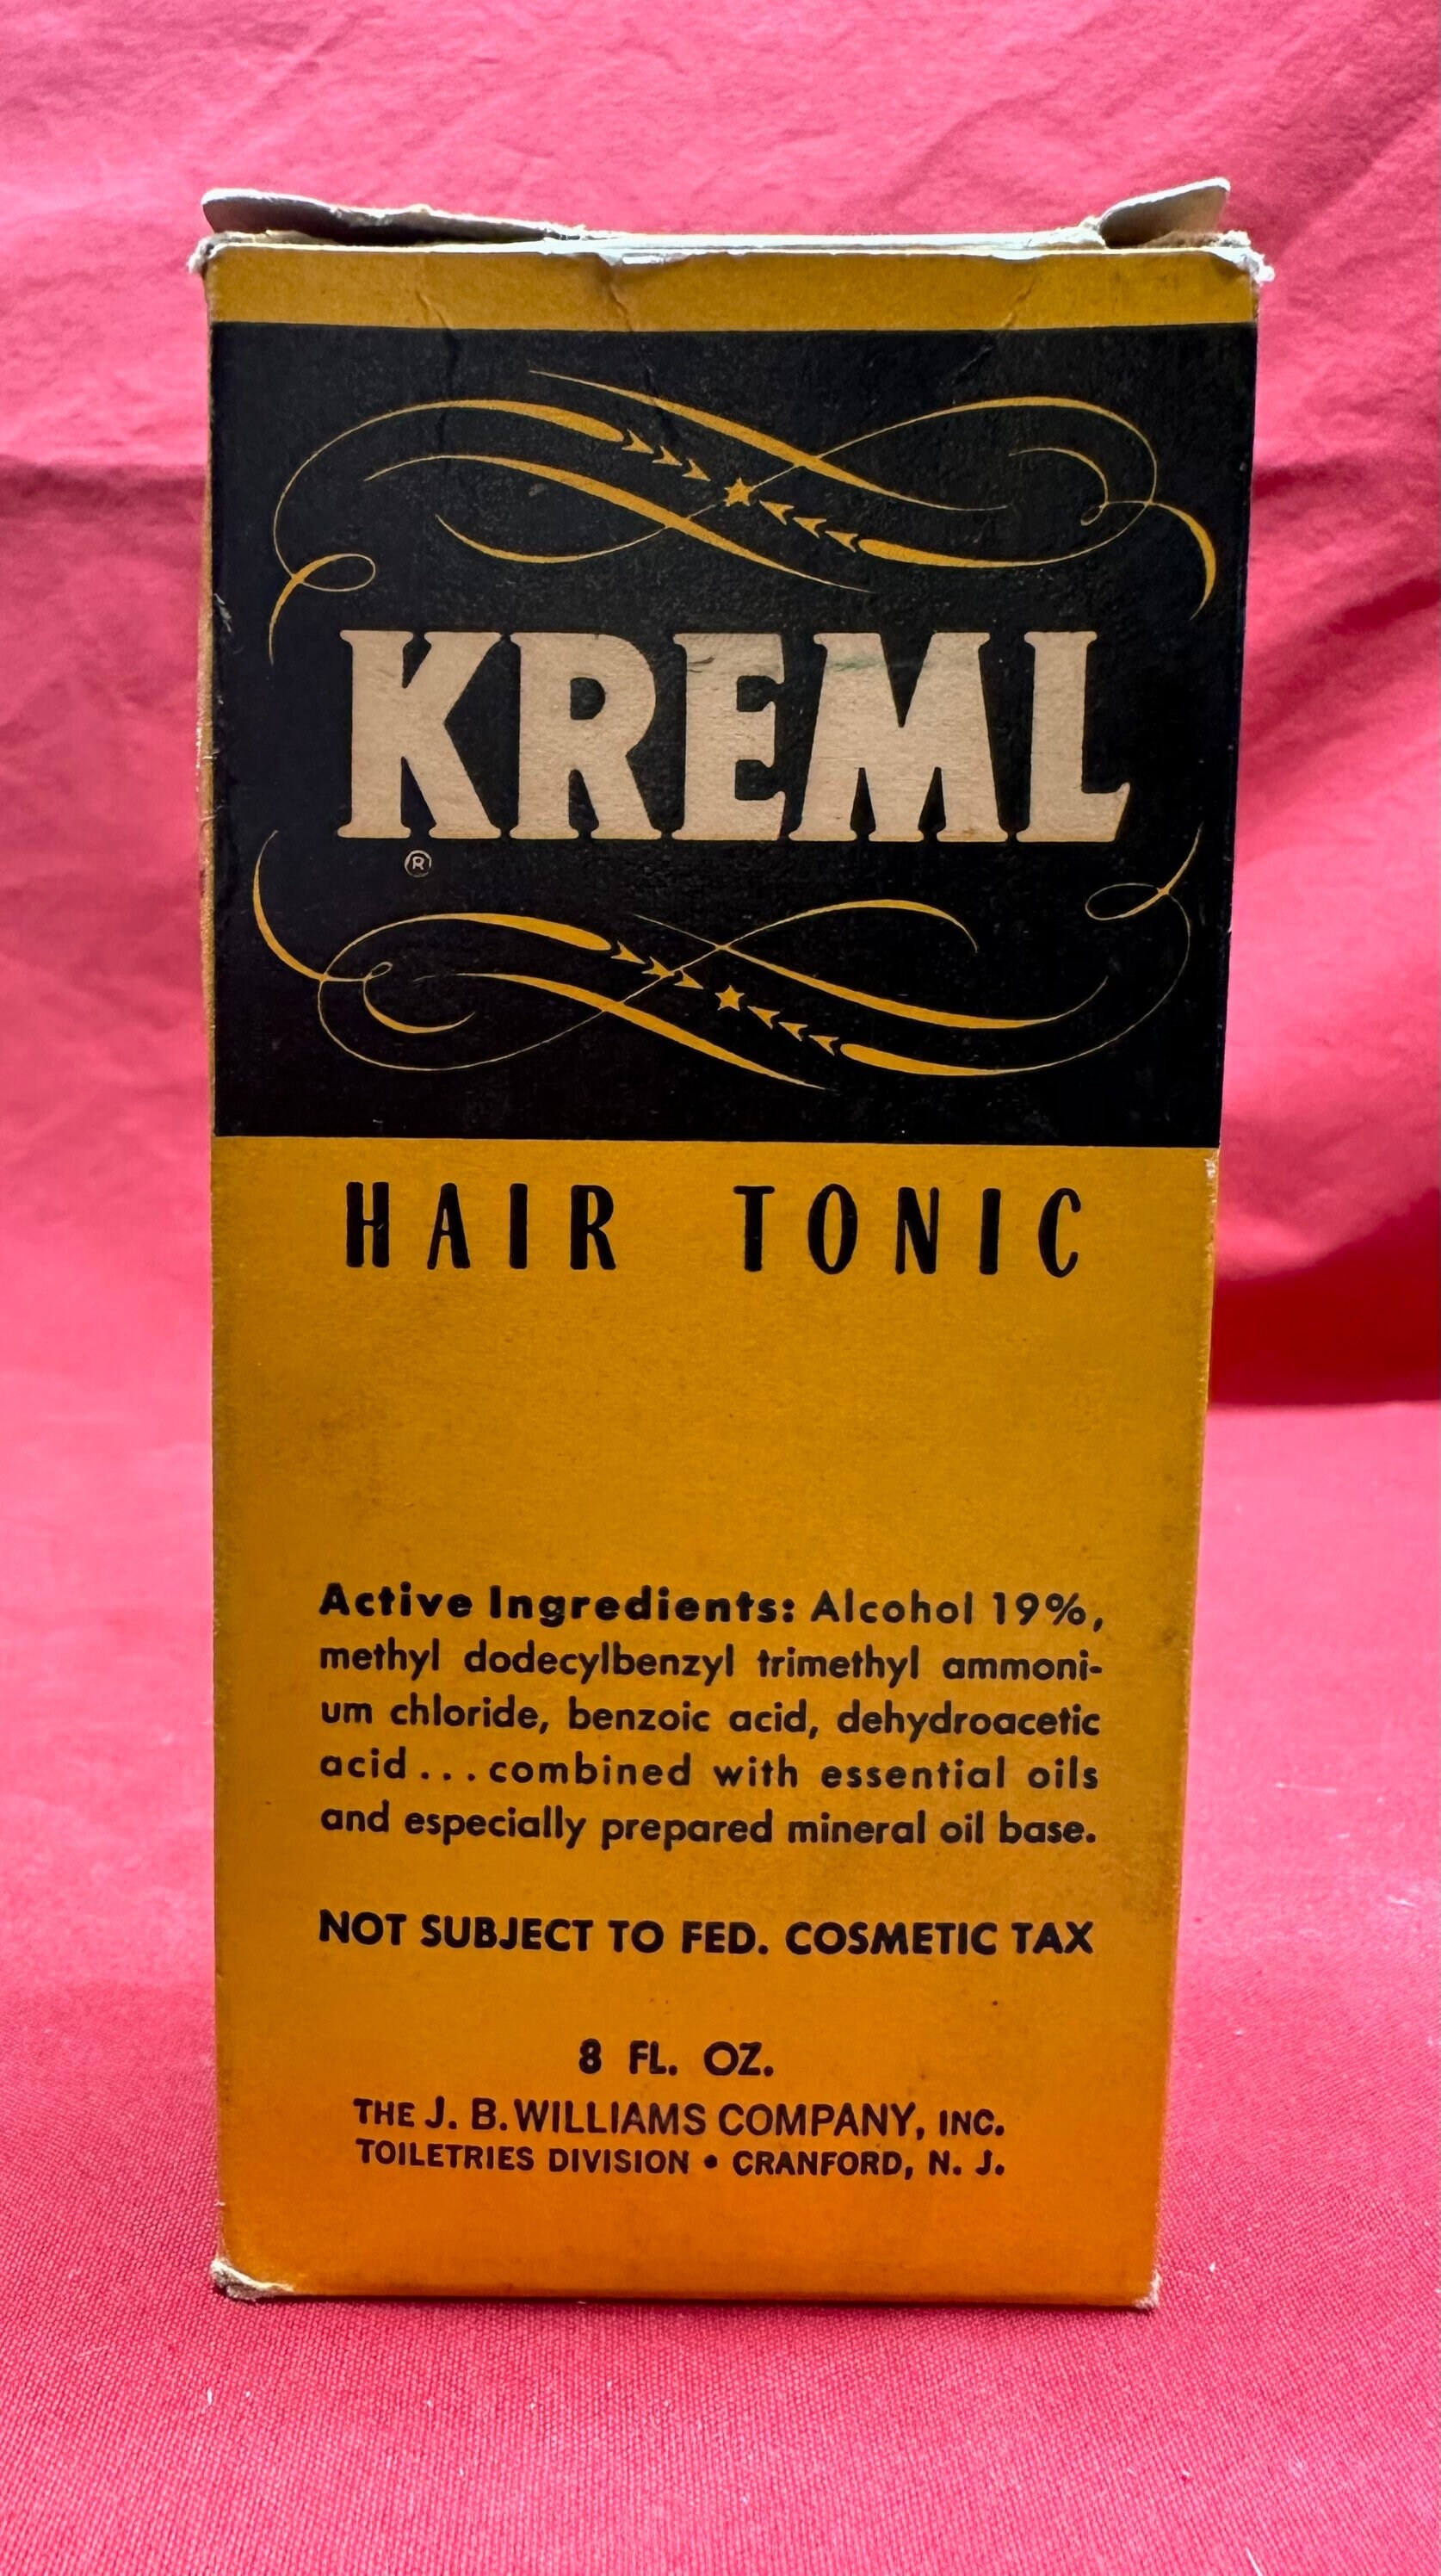 KREML
®
HAIR TONIC
Active Ingredients: Alcohol 19%,
methyl dodecylbenzyl trimethyl ammoni-
um chloride, benzoic acid, dehydroacetic
acid...combined with essential oils
and especially prepared mineral oil base.
NOT SUBJECT TO FED. COSMETIC TAX
8 FL. OZ.
THE J. B. WILLIAMS COMPANY, INC.
TOILETRIES DIVISION • CRANFORD, N. J.